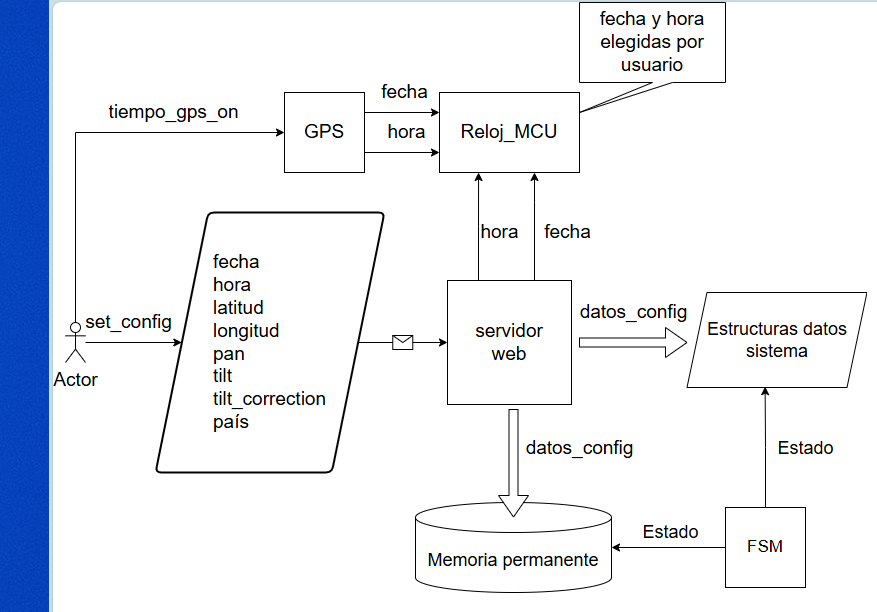 fecha y hora
elegidas por
usuario
fecha
tiempo_gps_on
GPS
hora
Reloj_MCU
hora
fecha
fecha
hora
latitud
longitud
pan
tilt
tilt_correction
país
set_config
Actor
servidor
web
datos_config
Estructuras datos
sistema
datos_config
Estado
Memoria permanente
Estado
FSM